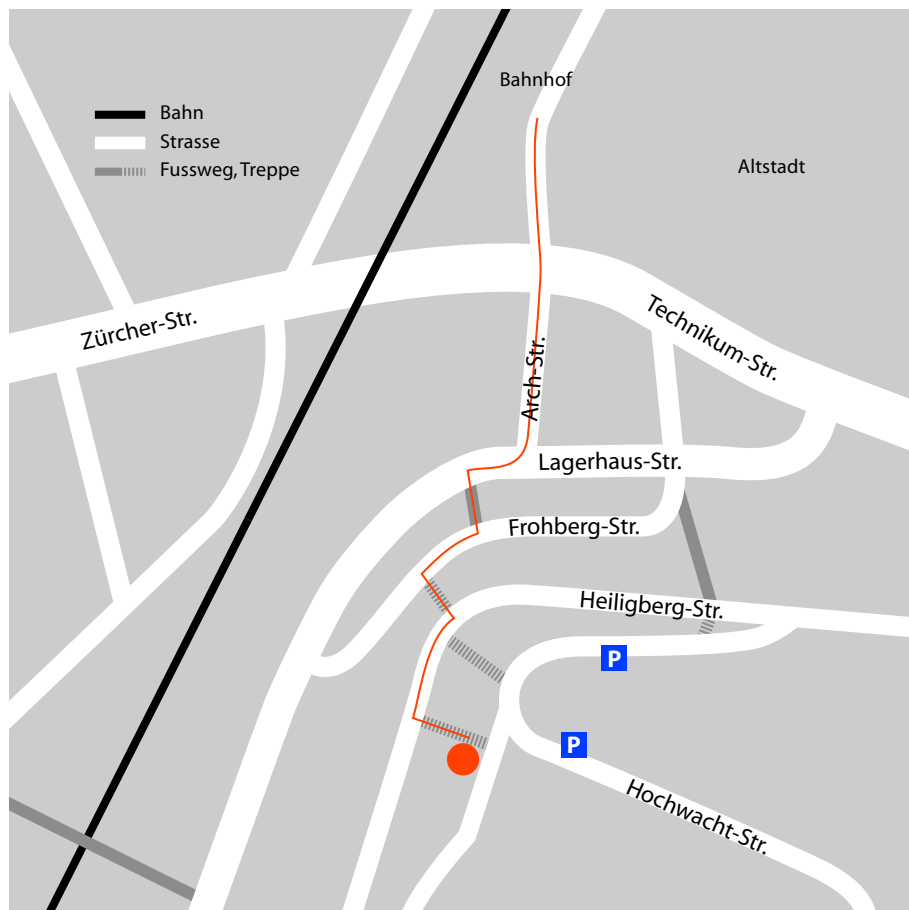 Bahnhof
Bahn
Strasse
Fussweg, Treppe
Altstadt
Zürcher-Str.
Technikum-Str.
Arch-Str.
Lagerhaus-Str.
Frohberg-Str.
Heiligberg-Str.
P
P
Hochwacht-Str.